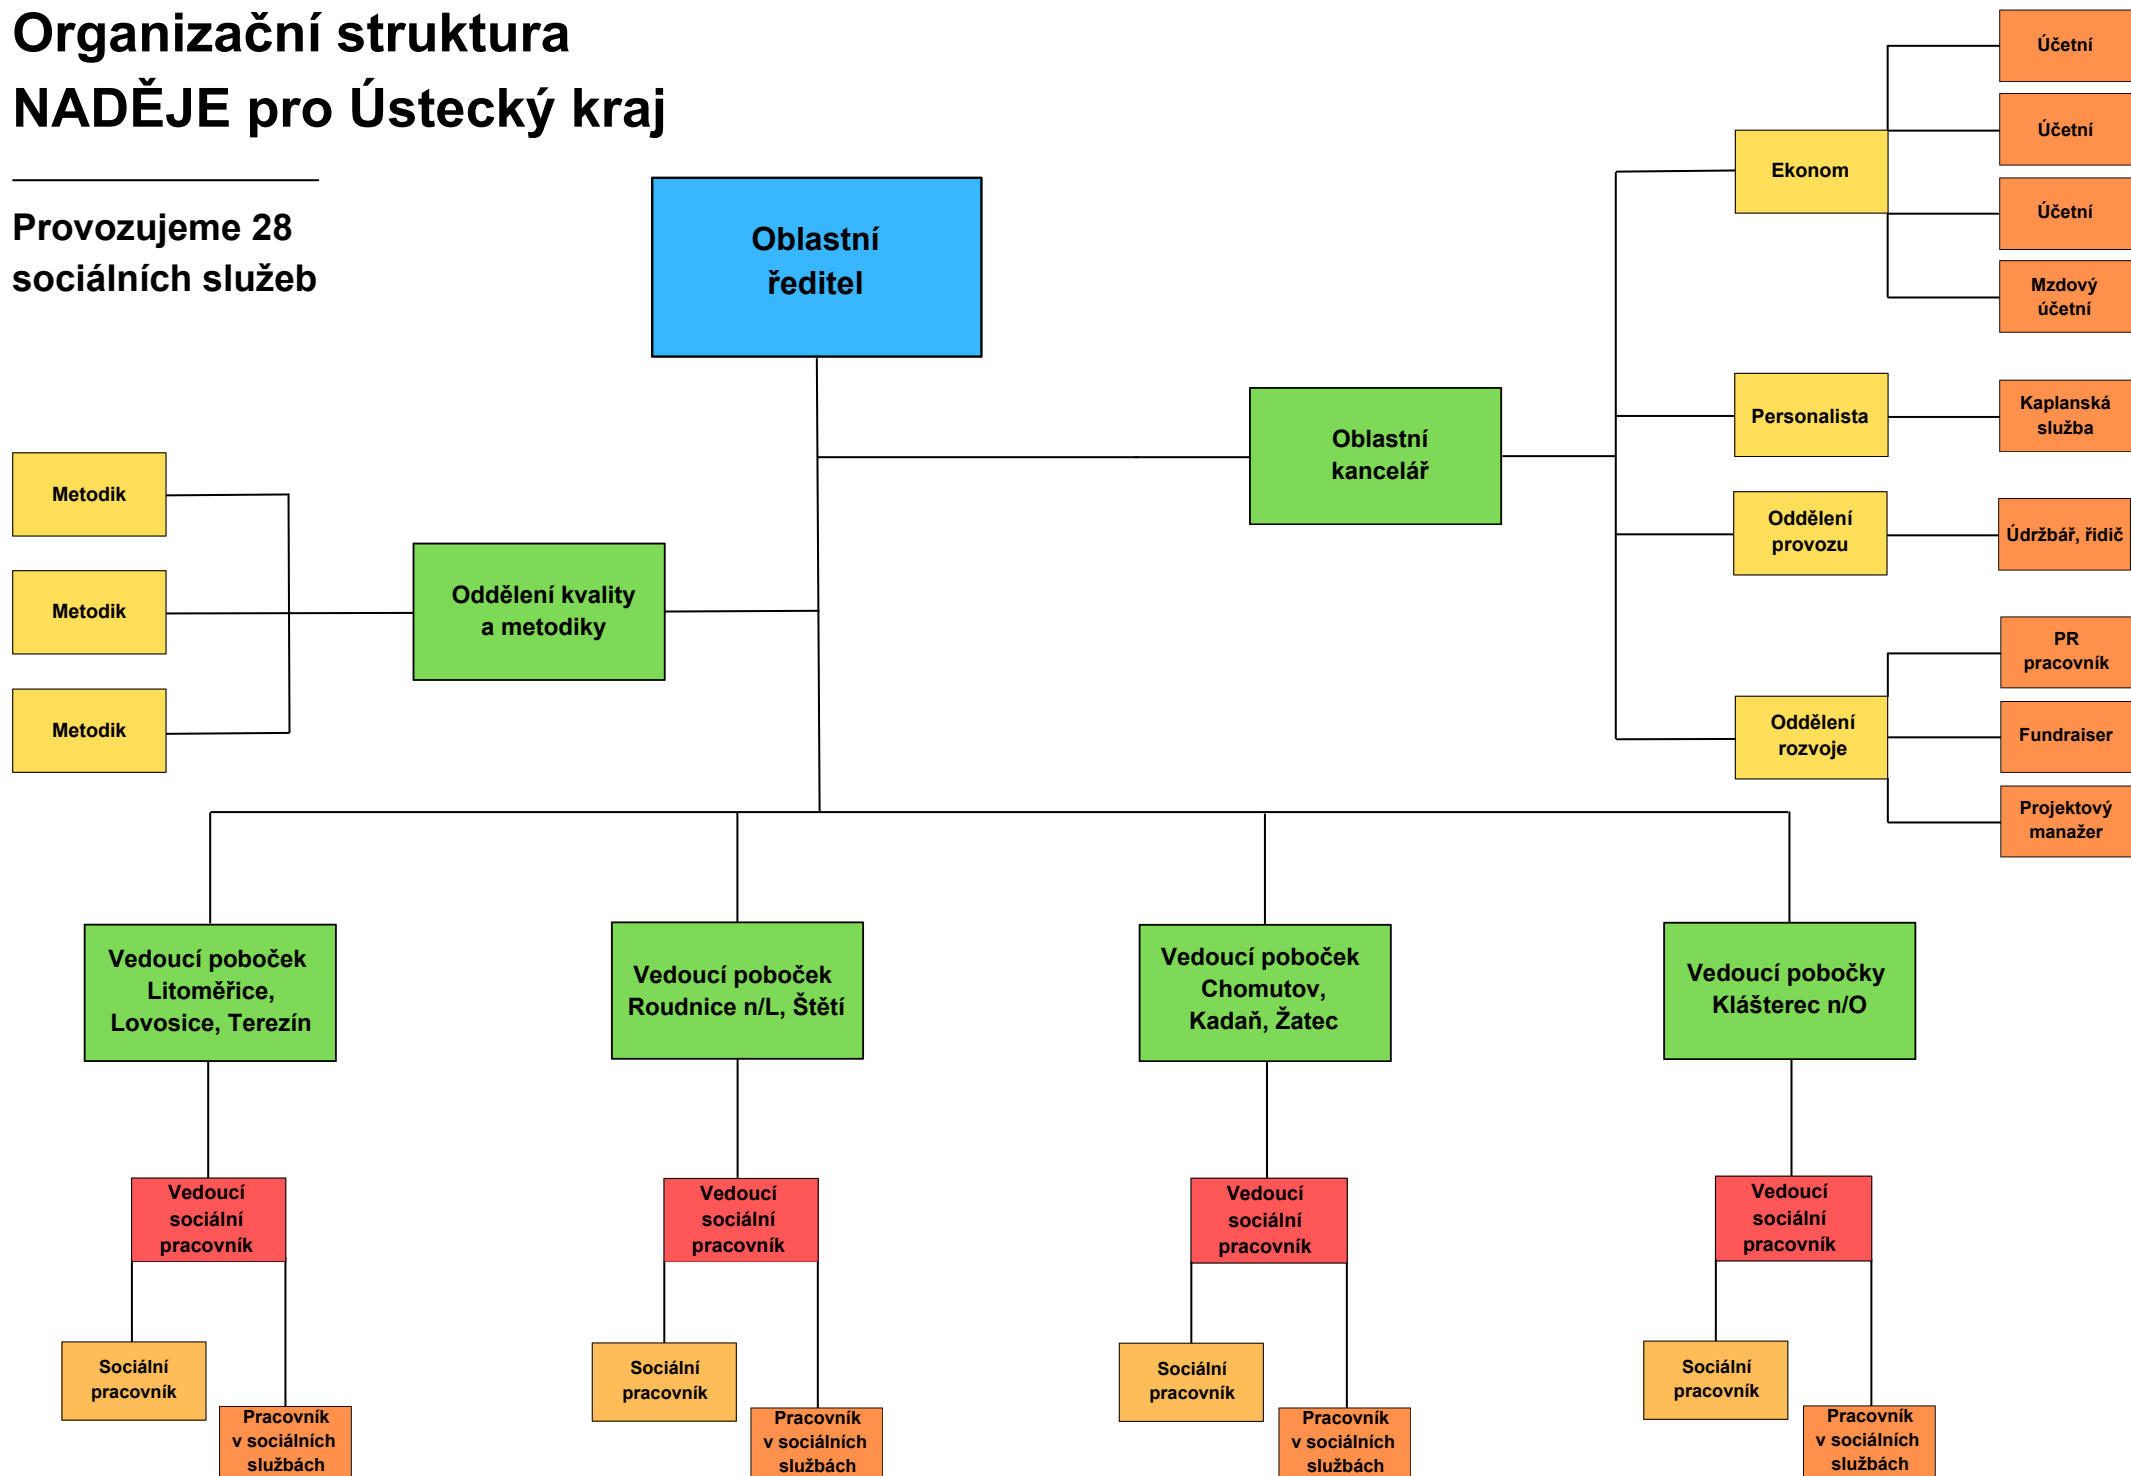 Organizační struktura
NADĚJE pro Ústecký kraj
Provozujeme 28
sociálních služeb
Oblastní
ředitel
Oblastní
kancelář
Ekonom
Účetní
Účetní
Účetní
Mzdový
účetní
Personalista
Kaplanská
služba
Oddělení
provozu
Údržbář, řidič
Oddělení
rozvoje
PR
pracovník
Fundraiser
Projektový
manažer
Oddělení kvality
a metodiky
Metodik
Metodik
Metodik
Vedoucí poboček
Litoměřice,
Lovosice, Terezín
Vedoucí poboček
Roudnice n/L, Štětí
Vedoucí poboček
Chomutov,
Kadaň, Žatec
Vedoucí pobočky
Klášterec n/O
Vedoucí
sociální
pracovník
Vedoucí
sociální
pracovník
Vedoucí
sociální
pracovník
Vedoucí
sociální
pracovník
Sociální
pracovník
Sociální
pracovník
Sociální
pracovník
Sociální
pracovník
Pracovník
v sociálních
službách
Pracovník
v sociálních
službách
Pracovník
v sociálních
službách
Pracovník
v sociálních
službách